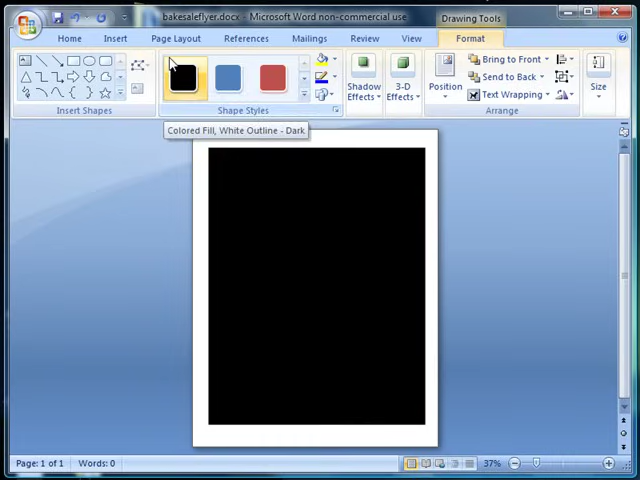 bakesaleflyer.docx - Microsoft Word non-commercial use
Drawing Tools
Home
Insert
Page Layout
References
Mailings
Review
View
Format
Insert Shapes
Shape Styles
Shadow
Effects
3-D
Effects
Position
Bring to Front
Send to Back
Text Wrapping
Arrange
Size
Colored Fill, White Outline - Dark
Page: 1 of 1
Words: 0
37%